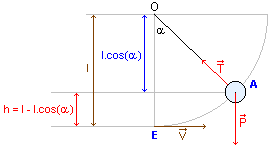 O
α
l.cos(α)
l
T
A
h = l - l.cos(α)
P
E
V